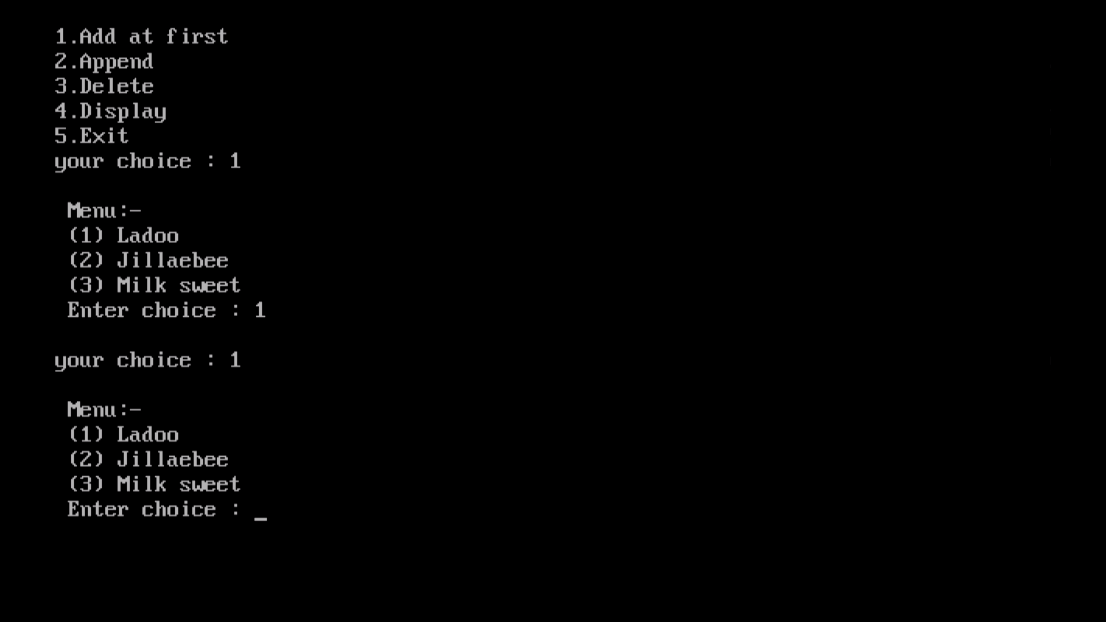 1.Add at first
2.Append
3.Delete
4.Display
5.Exit
your choice : 1
Menu:-
(1) Ladoo
(2) Jillaebee
(3) Milk sweet
Enter choice : 1
your choice : 1
Menu:-
(1) Ladoo
(2) Jillaebee
(3) Milk sweet
Enter choice : _